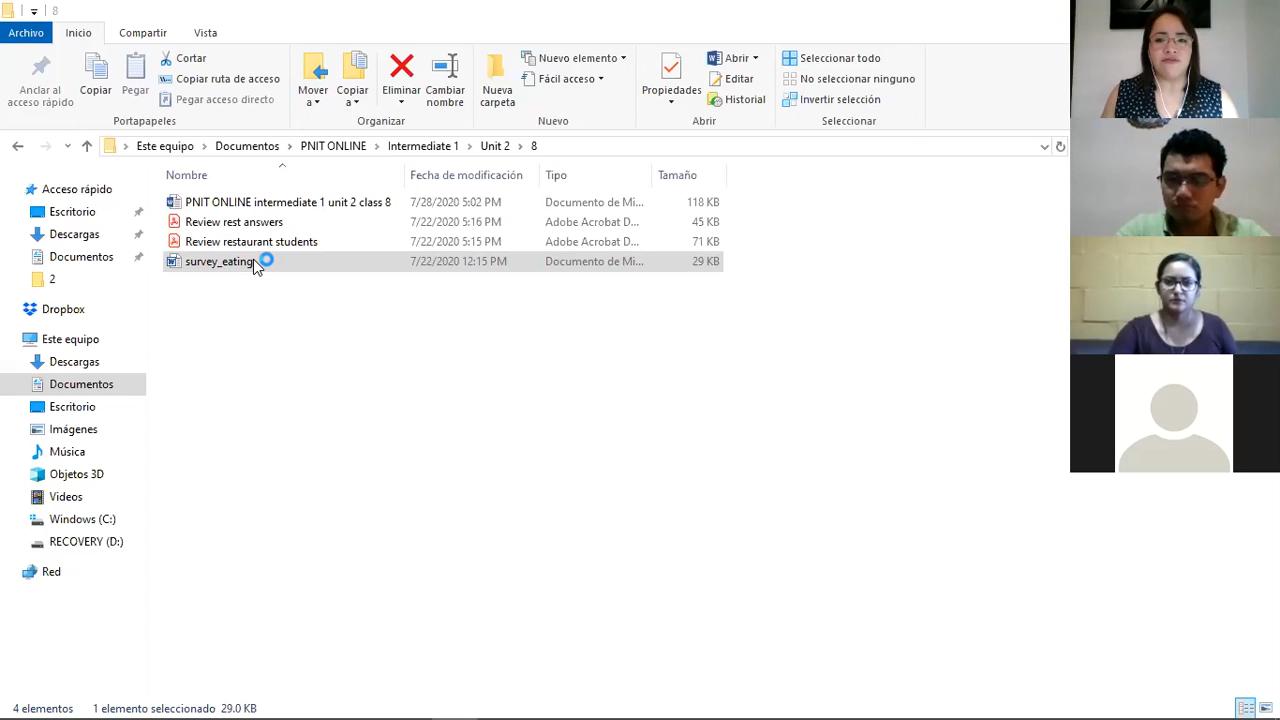 8
Archivo Inicio Compartir Vista
Anclar al acceso rápido
Copiar
Pegar
Cortar
Copiar ruta de acceso
Pegar acceso directo
Portapapeles
Mover a
Copiar a
Eliminar
Cambiar nombre
Organizar
Nueva carpeta
Nuevo elemento
Fácil acceso
Nuevo
Propiedades
Abrir
Editar
Historial
Abrir
Seleccionar todo
No seleccionar ninguno
Invertir selección
Seleccionar
Este equipo Documentos PNIT ONLINE Intermediate 1 Unit 2 8
Nombre Fecha de modificación Tipo Tamaño
PNIT ONLINE intermediate 1 unit 2 class 8 7/28/2020 5:02 PM Documento de Mi... 118 KB
Review rest answers 7/22/2020 5:16 PM Adobe Acrobat D... 45 KB
Review restaurant students 7/22/2020 5:15 PM Adobe Acrobat D... 71 KB
survey_eating 7/22/2020 12:15 PM Documento de Mi... 29 KB
Acceso rápido
Escritorio
Descargas
Documentos
2
Dropbox
Este equipo
Descargas
Documentos
Escritorio
Imágenes
Música
Objetos 3D
Videos
Windows (C:)
RECOVERY (D:)
Red
4 elementos 1 elemento seleccionado 29.0 KB